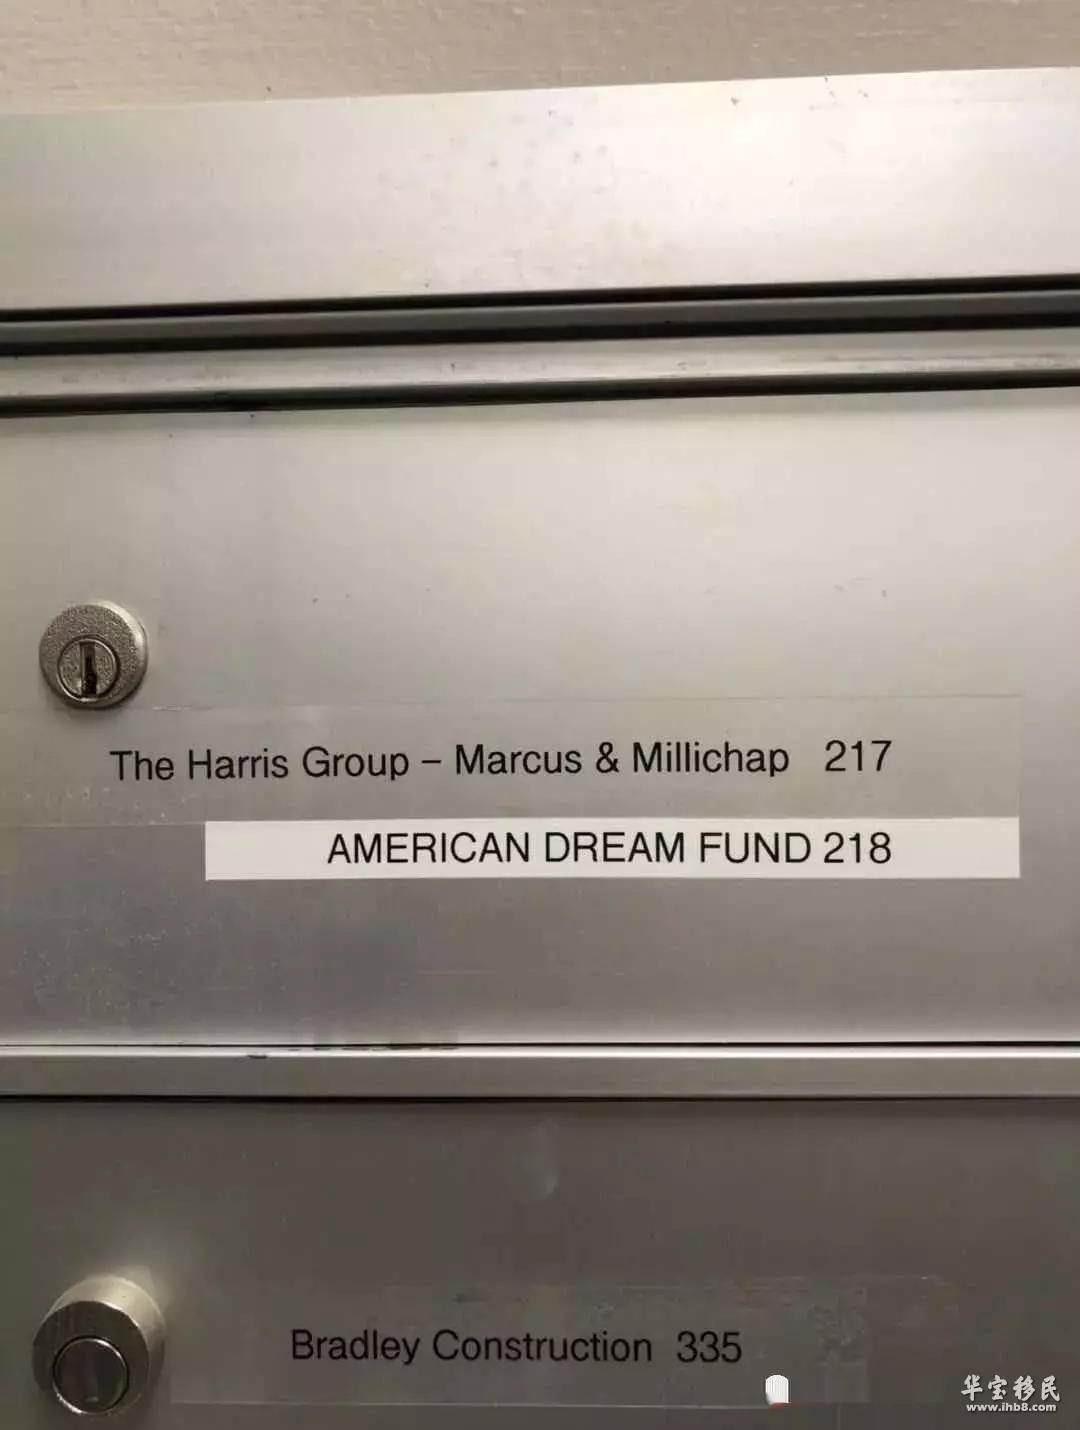 The Harris Group – Marcus & Millichap 217
AMERICAN DREAM FUND 218
Bradley Construction 335
华宝移民
www.ihb8.com